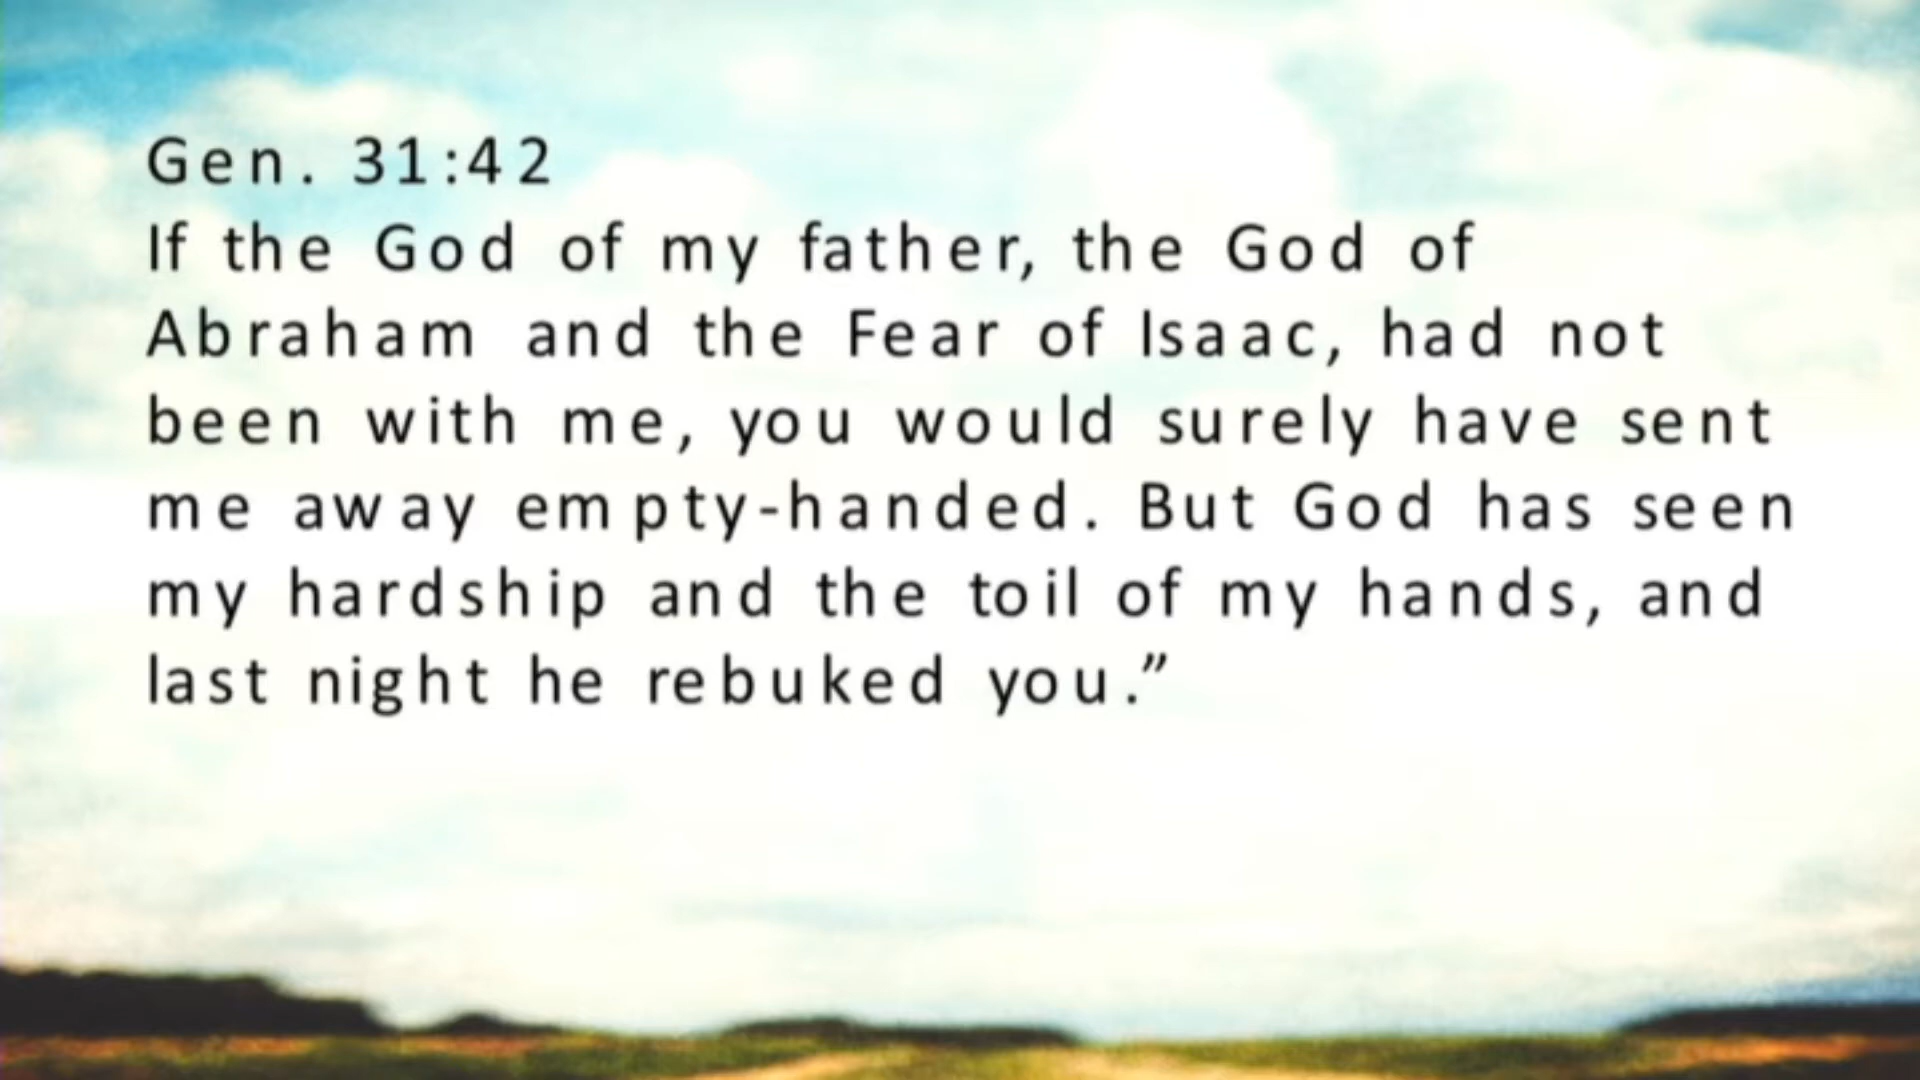 Gen. 31:42
If the God of my father, the God of
Abraham and the Fear of Isaac, had not
been with me, you would surely have sent
me away empty-handed. But God has seen
my hardship and the toil of my hands, and
last night he rebuked you.”